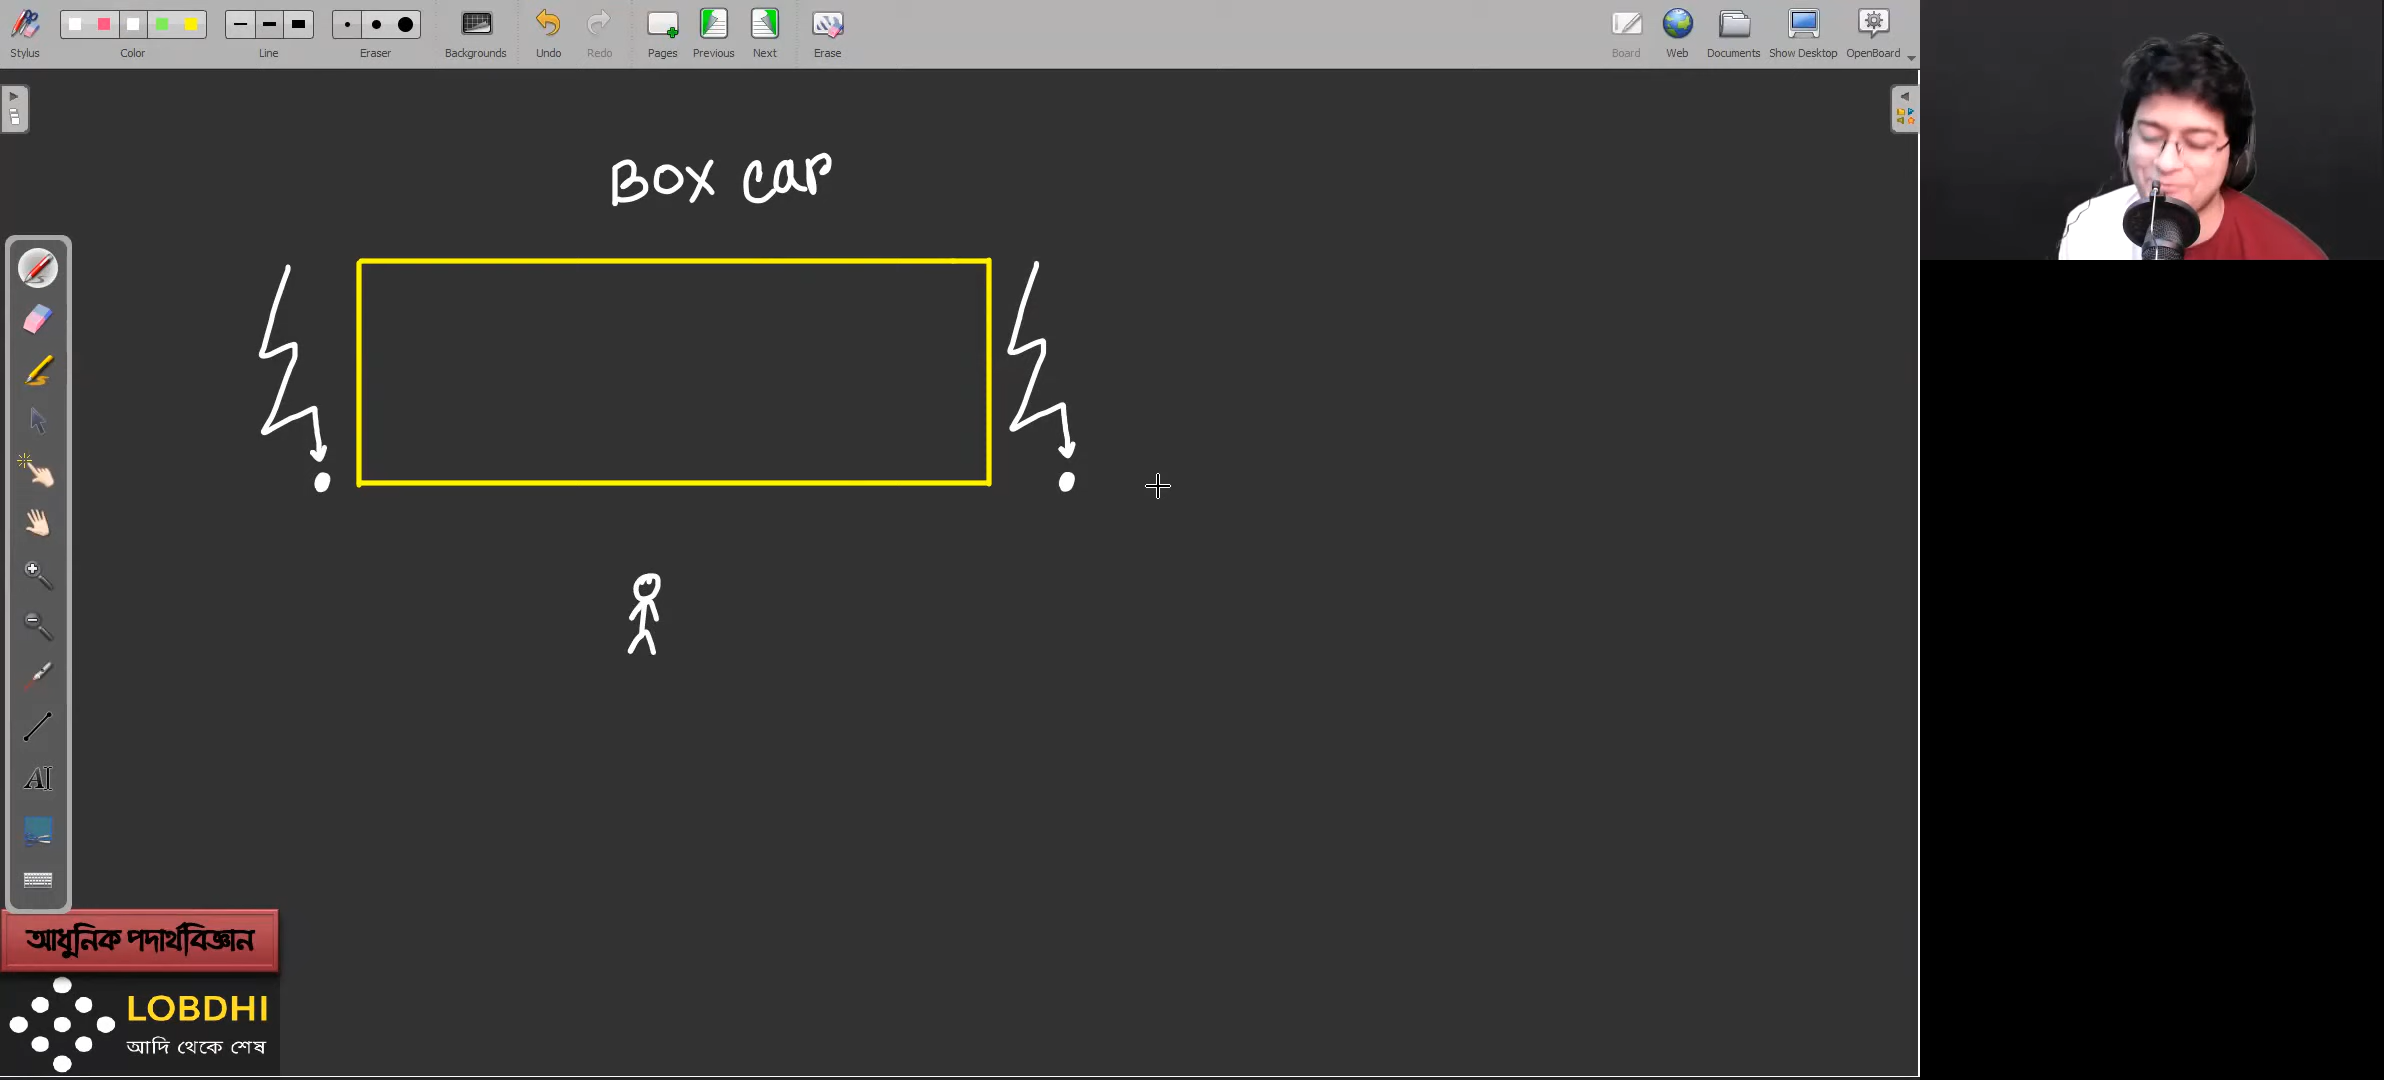 Stylus
Color
Line
Eraser
Backgrounds
Undo
Redo
Pages
Previous
Next
Erase
Board
Web
Documents
Show Desktop
OpenBoard
BOX car
AI
আধুনিক পদার্থবিজ্ঞান
LOBDHI
আদি থেকে শেষ